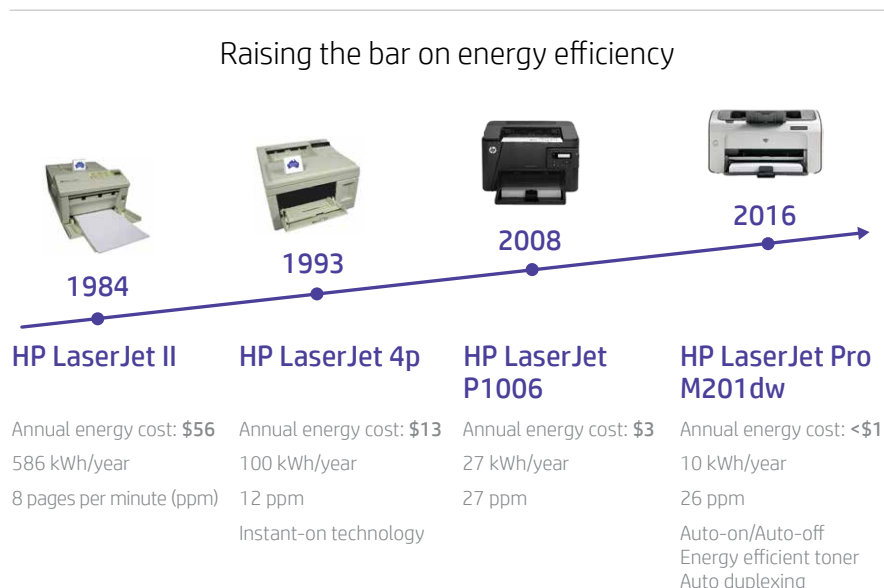 Raising the bar on energy efficiency
1984
1993
2008
2016
HP LaserJet II
Annual energy cost: $56
586 kWh/year
8 pages per minute (ppm)
HP LaserJet 4p
Annual energy cost: $13
100 kWh/year
12 ppm
Instant-on technology
HP LaserJet
P1006
Annual energy cost: $3
27 kWh/year
27 ppm
HP LaserJet Pro
M201dw
Annual energy cost: <$1
10 kWh/year
26 ppm
Auto-on/Auto-off
Energy efficient toner
Auto duplexing